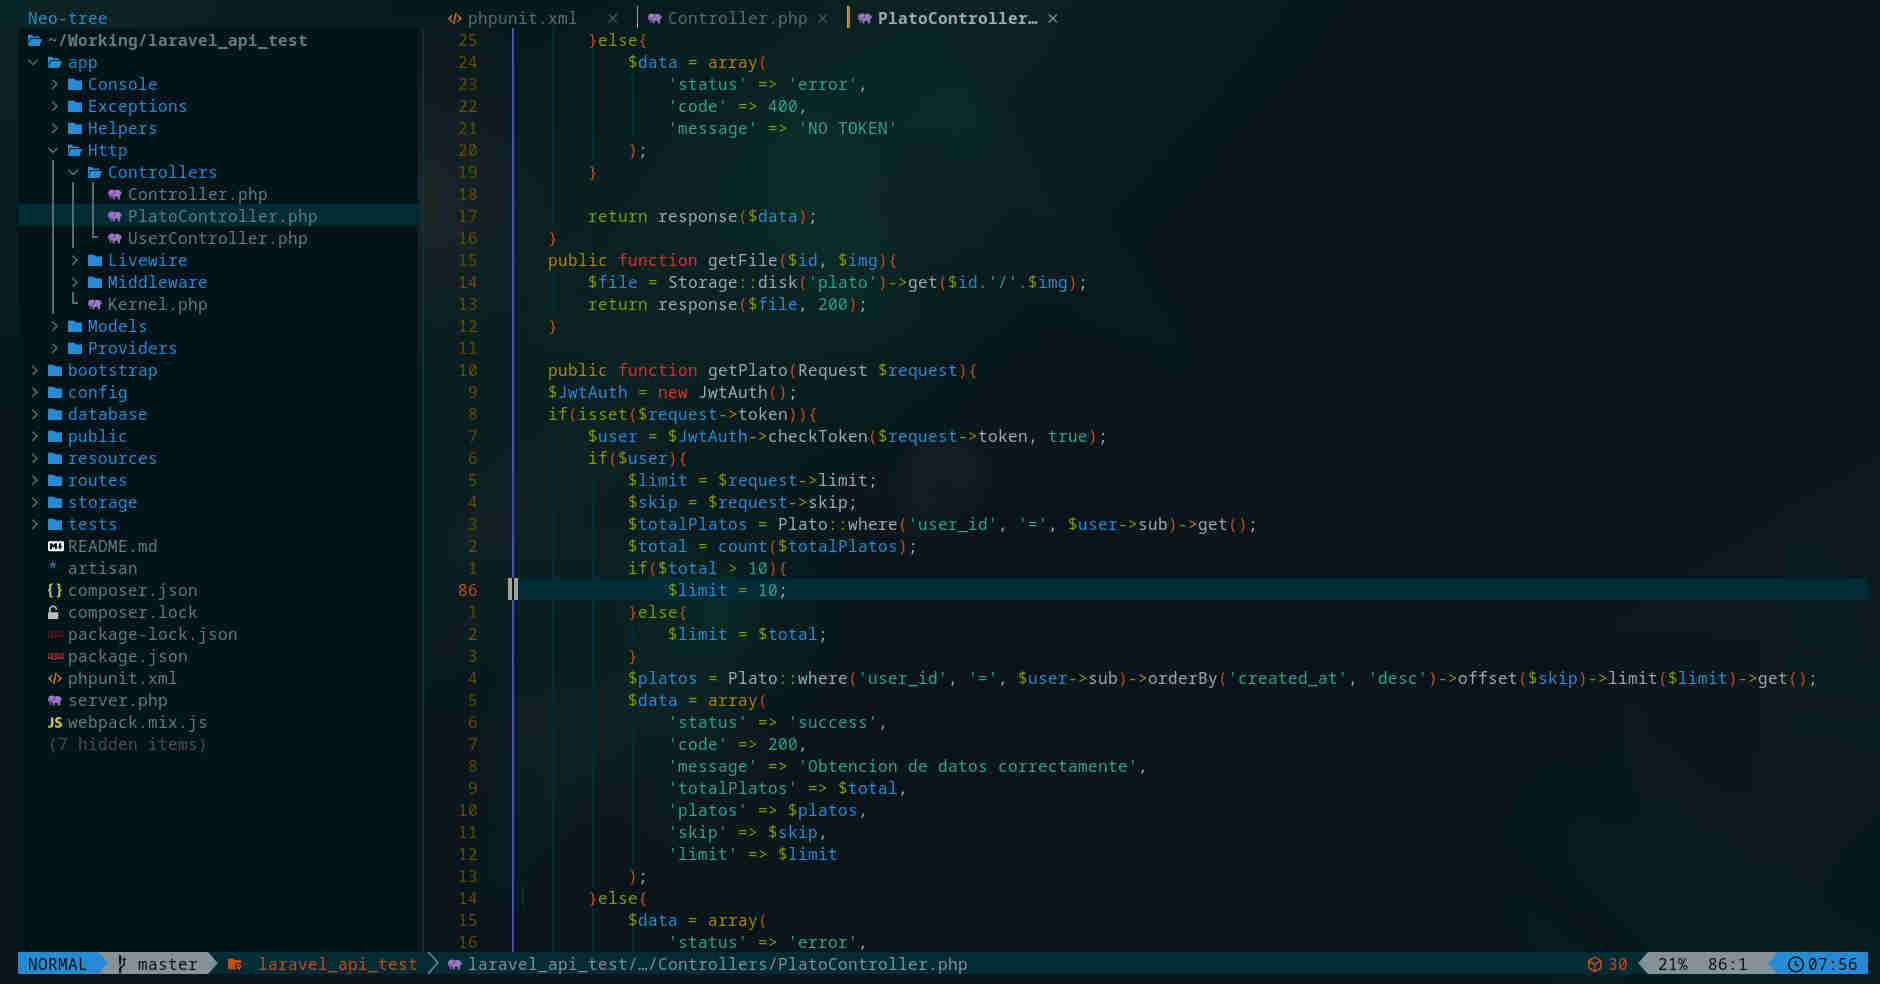 Neo-tree
~/Working/laravel_api_test
app
Console
Exceptions
Helpers
Http
Controllers
Controller.php
PlatoController.php
UserController.php
Livewire
Middleware
Kernel.php
Models
Providers
bootstrap
config
database
public
resources
routes
storage
tests
README.md
* artisan
{} composer.json
composer.lock
package-lock.json
package.json
</> phpunit.xml
server.php
JS webpack.mix.js
(7 hidden items)
</> phpunit.xml × Controller.php × PlatoController… ×
25 }else{
24 $data = array(
23 'status' => 'error',
22 'code' => 400,
21 'message' => 'NO TOKEN'
20 );
19 }
18
17 return response($data);
16 }
15 public function getFile($id, $img){
14 $file = Storage::disk('plato')->get($id.'/'.$img);
13 return response($file, 200);
12 }
11
10 public function getPlato(Request $request){
9 $JwtAuth = new JwtAuth();
8 if(isset($request->token)){
7 $user = $JwtAuth->checkToken($request->token, true);
6 if($user){
5 $limit = $request->limit;
4 $skip = $request->skip;
3 $totalPlatos = Plato::where('user_id', '=', $user->sub)->get();
2 $total = count($totalPlatos);
1 if($total > 10){
86 $limit = 10;
1 }else{
2 $limit = $total;
3 }
4 $platos = Plato::where('user_id', '=', $user->sub)->orderBy('created_at', 'desc')->offset($skip)->limit($limit)->get();
5 $data = array(
6 'status' => 'success',
7 'code' => 200,
8 'message' => 'Obtencion de datos correctamente',
9 'totalPlatos' => $total,
10 'platos' => $platos,
11 'skip' => $skip,
12 'limit' => $limit
13 );
14 }else{
15 $data = array(
16 'status' => 'error',
NORMAL master laravel_api_test laravel_api_test/…/Controllers/PlatoController.php 30 21% 86:1 07:56